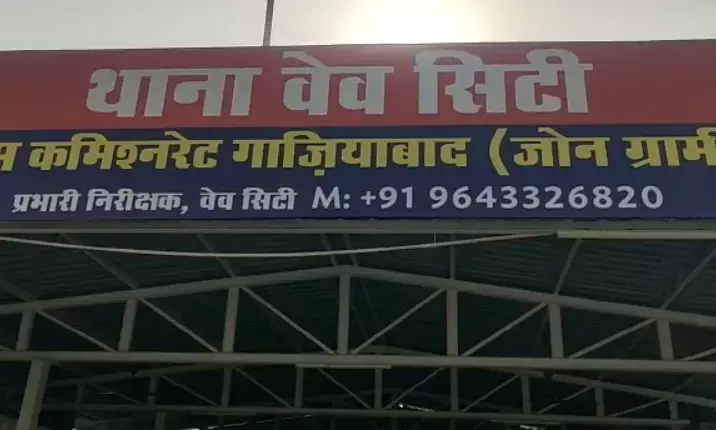 थाना वेव सिटी
कमिश्नरेट गाज़ियाबाद (जोन
प्रभारी निरीक्षक, वेव सिटी M: +91 9643326820